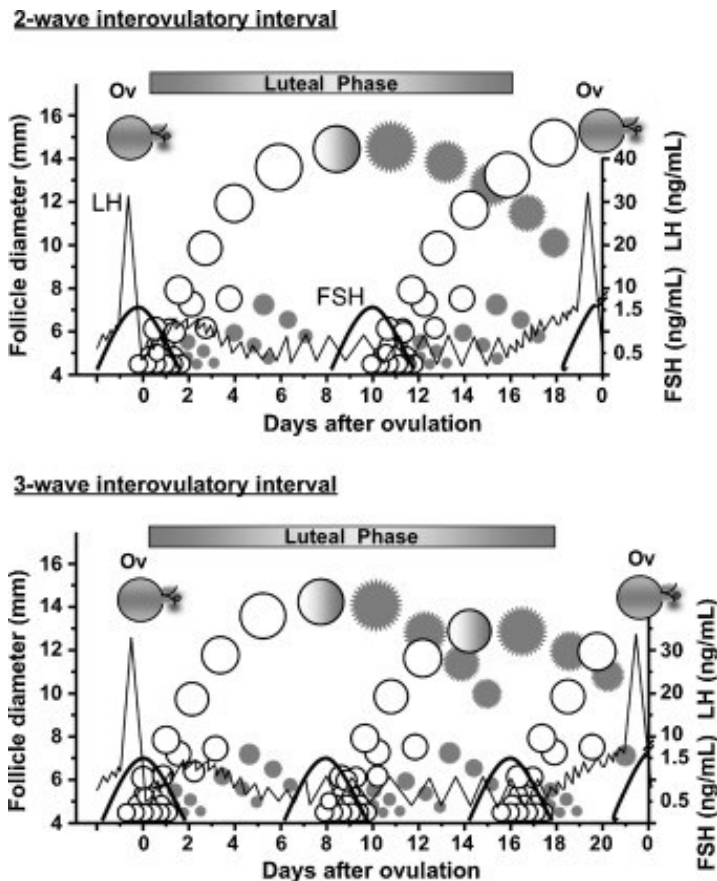 2-wave interovulatory interval
Luteal Phase
Ov
Ov
16
14
12
10
8
6
4
Follicle diameter (mm)
LH
FSH
40
30
20
10
1.5
0.5
LH (ng/mL)
FSH (ng/mL)
0 2 4 6 8 10 12 14 16 18 0
Days after ovulation
3-wave interovulatory interval
Luteal Phase
Ov
Ov
16
14
12
10
8
6
4
Follicle diameter (mm)
30
20
10
1.5
0.5
LH (ng/mL)
FSH (ng/mL)
0 2 4 6 8 10 12 14 16 18 20 0
Days after ovulation